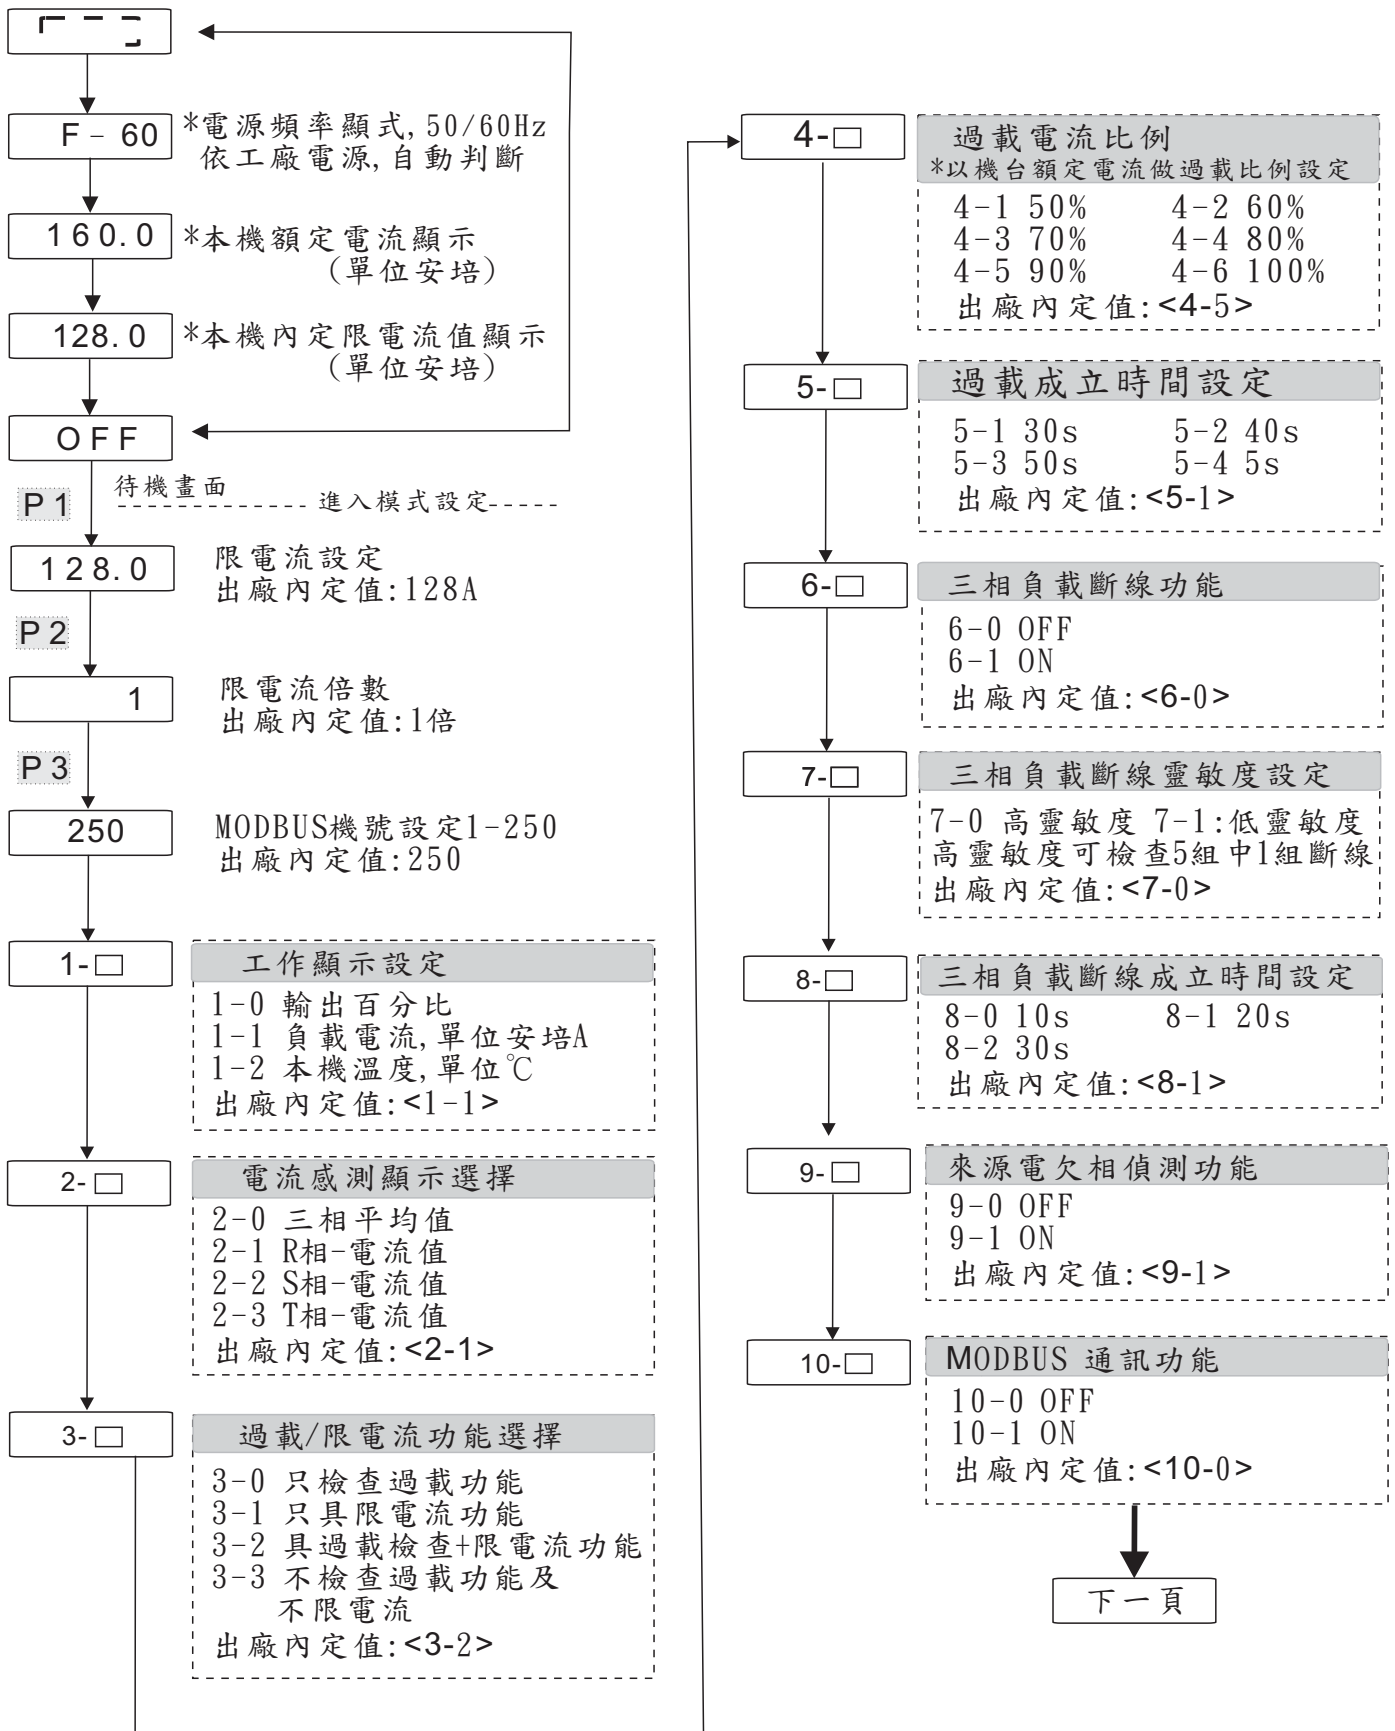 F- 60
*電源頻率顯式,50/60Hz
依工廠電源,自動判斷
160.0
*本機額定電流顯示
(單位安培)
128.0
*本機內定限電流值顯示
(單位安培)
OFF
P1
待機畫面
進入模式設定
128.0
限電流設定
出廠內定值:128A
P2
1
限電流倍數
出廠內定值:1倍
P3
250
MODBUS機號設定1-250
出廠內定值:250
1-□
工作顯示設定
1-0 輸出百分比
1-1 負載電流,單位安培A
1-2 本機溫度,單位℃
出廠內定值:<1-1>
2-□
電流感測顯示選擇
2-0 三相平均值
2-1 R相-電流值
2-2 S相-電流值
2-3 T相-電流值
出廠內定值:<2-1>
3-□
過載/限電流功能選擇
3-0 只檢查過載功能
3-1 只具限電流功能
3-2 具過載檢查+限電流功能
3-3 不檢查過載功能及
不限電流
出廠內定值:<3-2>
4-□
過載電流比例
*以機台額定電流做過載比例設定
4-1 50% 4-2 60%
4-3 70% 4-4 80%
4-5 90% 4-6 100%
出廠內定值:<4-5>
5-□
過載成立時間設定
5-1 30s 5-2 40s
5-3 50s 5-4 5s
出廠內定值:<5-1>
6-□
三相負載斷線功能
6-0 OFF
6-1 ON
出廠內定值:<6-0>
7-□
三相負載斷線靈敏度設定
7-0 高靈敏度 7-1:低靈敏度
高靈敏度可檢查5組中1組斷線
出廠內定值:<7-0>
8-□
三相負載斷線成立時間設定
8-0 10s 8-1 20s
8-2 30s
出廠內定值:<8-1>
9-□
來源電欠相偵測功能
9-0 OFF
9-1 ON
出廠內定值:<9-1>
10-□
MODBUS 通訊功能
10-0 OFF
10-1 ON
出廠內定值:<10-0>
下一頁